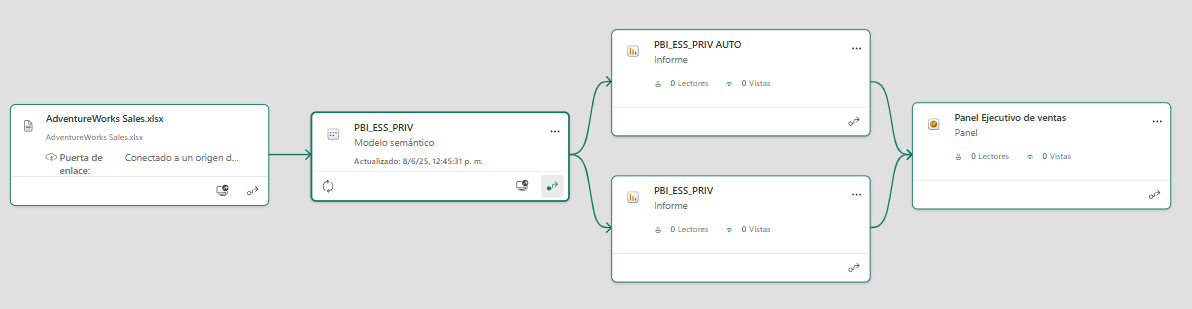 AdventureWorks Sales.xlsx
AdventureWorks Sales.xlsx
Puerta de enlace:
Conectado a un origen d...
PBI_ESS_PRIV
Modelo semántico
Actualizado: 8/6/25, 12:45:31 p. m.
PBI_ESS_PRIV AUTO
Informe
0 Lectores 0 Vistas
PBI_ESS_PRIV
Informe
0 Lectores 0 Vistas
Panel Ejecutivo de ventas
Panel
0 Lectores 0 Vistas